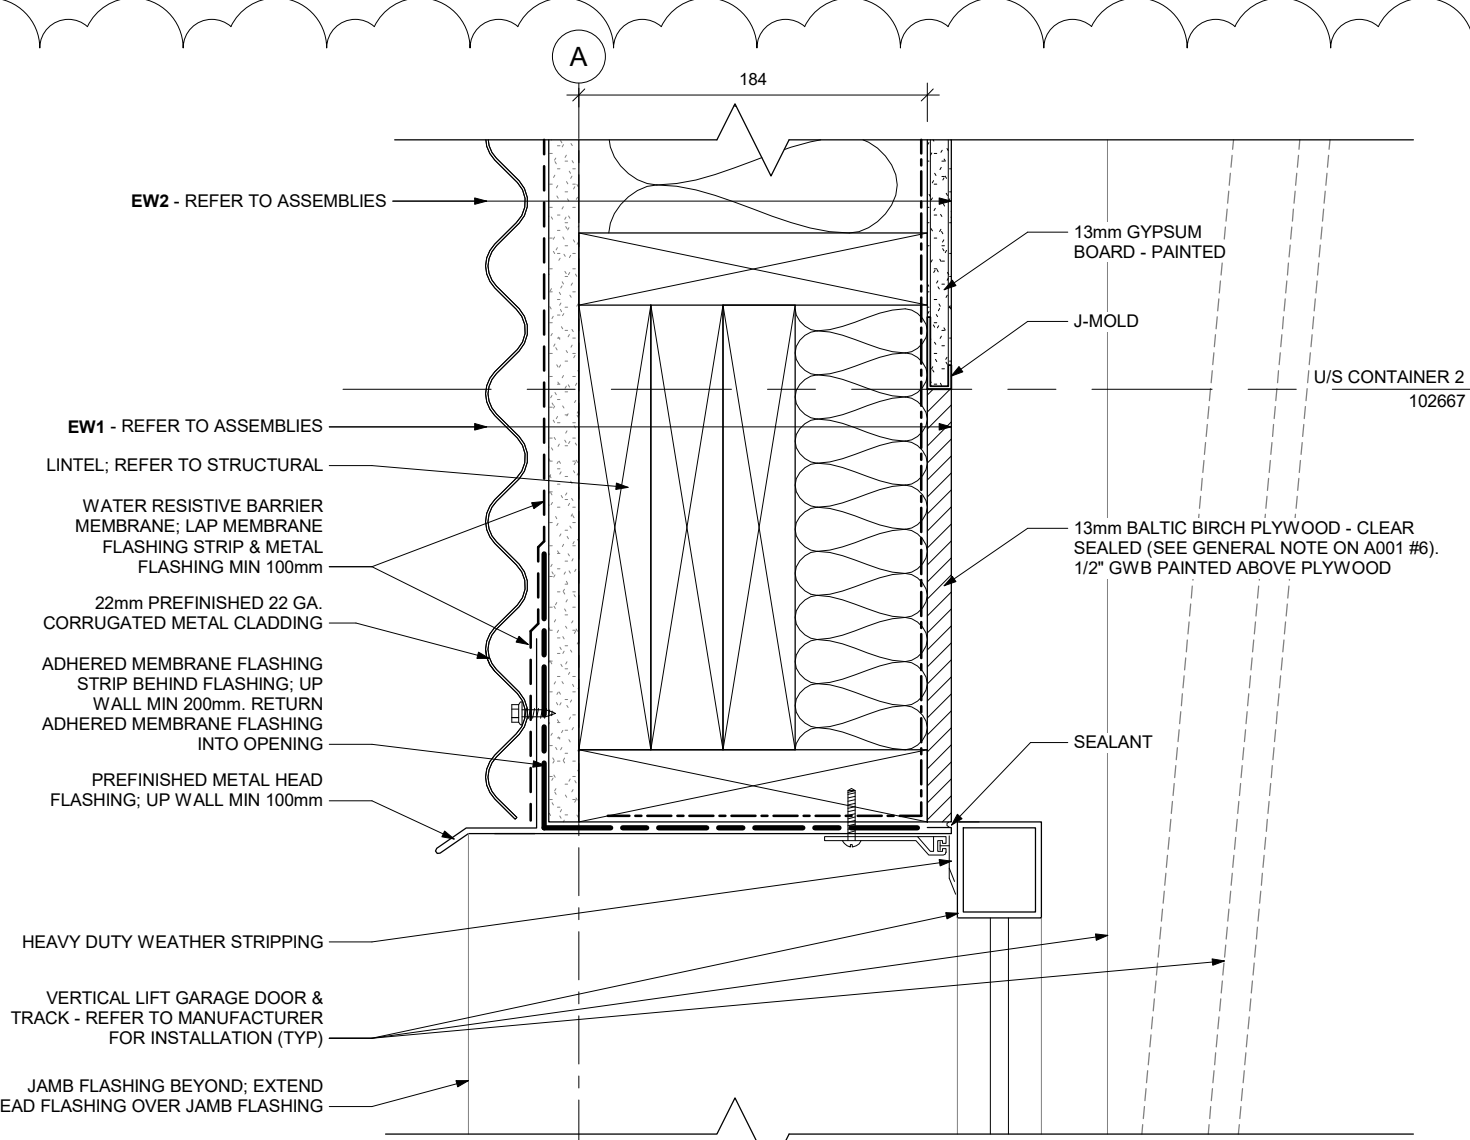 A
184
EW2 - REFER TO ASSEMBLIES
13mm GYPSUM
BOARD - PAINTED
J-MOLD
U/S CONTAINER 2
102667
EW1 - REFER TO ASSEMBLIES
LINTEL; REFER TO STRUCTURAL
WATER RESISTIVE BARRIER
MEMBRANE; LAP MEMBRANE
FLASHING STRIP & METAL
FLASHING MIN 100mm
13mm BALTIC BIRCH PLYWOOD - CLEAR
SEALED (SEE GENERAL NOTE ON A001 #6).
1/2" GWB PAINTED ABOVE PLYWOOD
22mm PREFINISHED 22 GA.
CORRUGATED METAL CLADDING
ADHERED MEMBRANE FLASHING
STRIP BEHIND FLASHING; UP
WALL MIN 200mm. RETURN
ADHERED MEMBRANE FLASHING
INTO OPENING
SEALANT
PREFINISHED METAL HEAD
FLASHING; UP WALL MIN 100mm
HEAVY DUTY WEATHER STRIPPING
VERTICAL LIFT GARAGE DOOR &
TRACK - REFER TO MANUFACTURER
FOR INSTALLATION (TYP)
JAMB FLASHING BEYOND; EXTEND
EAD FLASHING OVER JAMB FLASHING